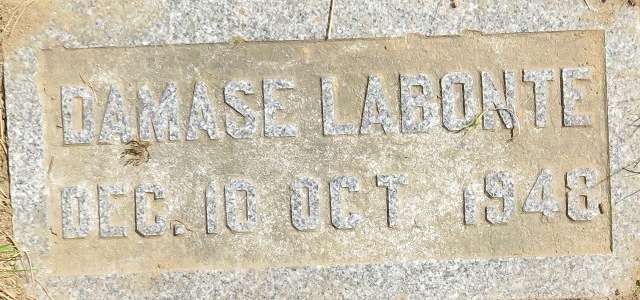 DAMASE LABONTE
DEC. 10 OCT 1948